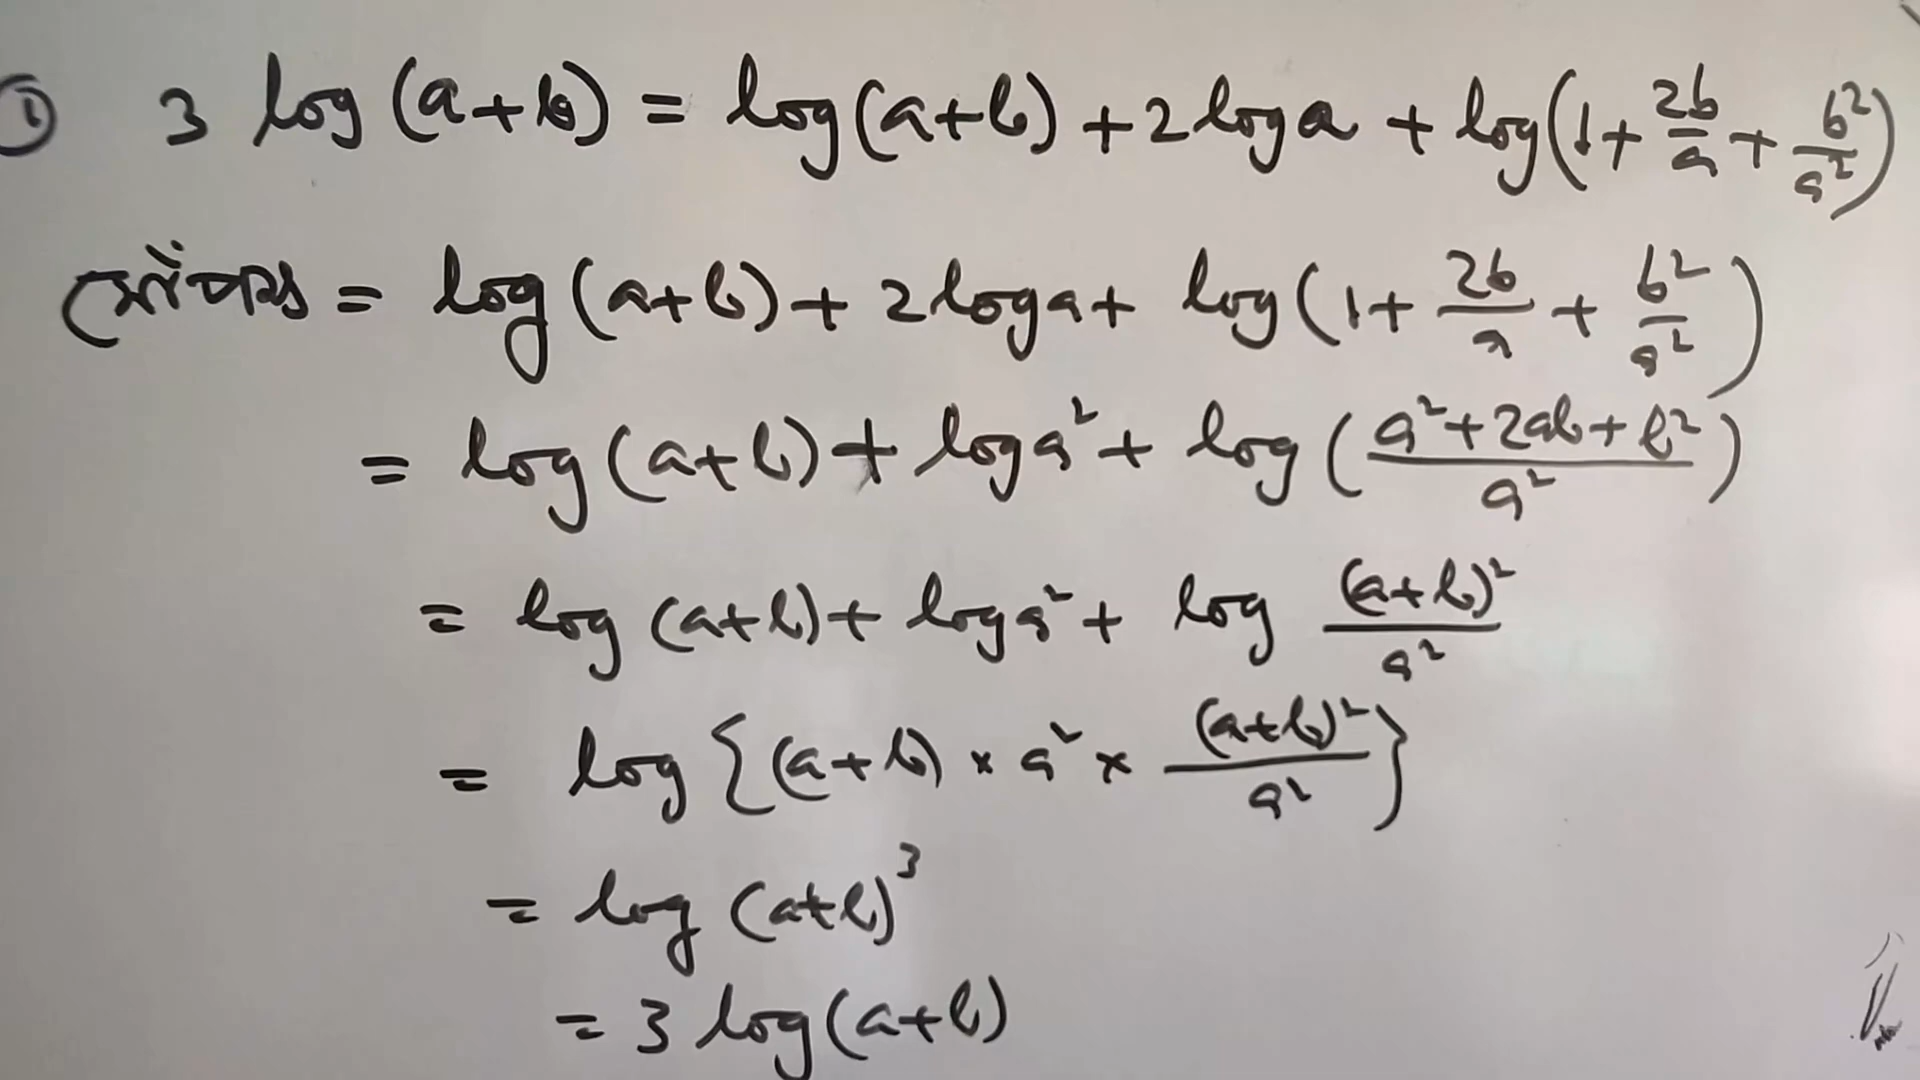 ① 3 log (a+b) = log(a+b) + 2 log a + log(1 + 2b/a + b²/a²)
সোঁপক্ষ = log (a+b) + 2 log a + log (1 + 2b/a + b²/a²)
= log (a+b) + log a² + log ( (a²+2ab+b²)/a² )
= log (a+b) + log a² + log (a+b)²/a²
= log {(a+b) × a² × (a+b)²/a²}
= log (a+b)³
= 3 log (a+b)